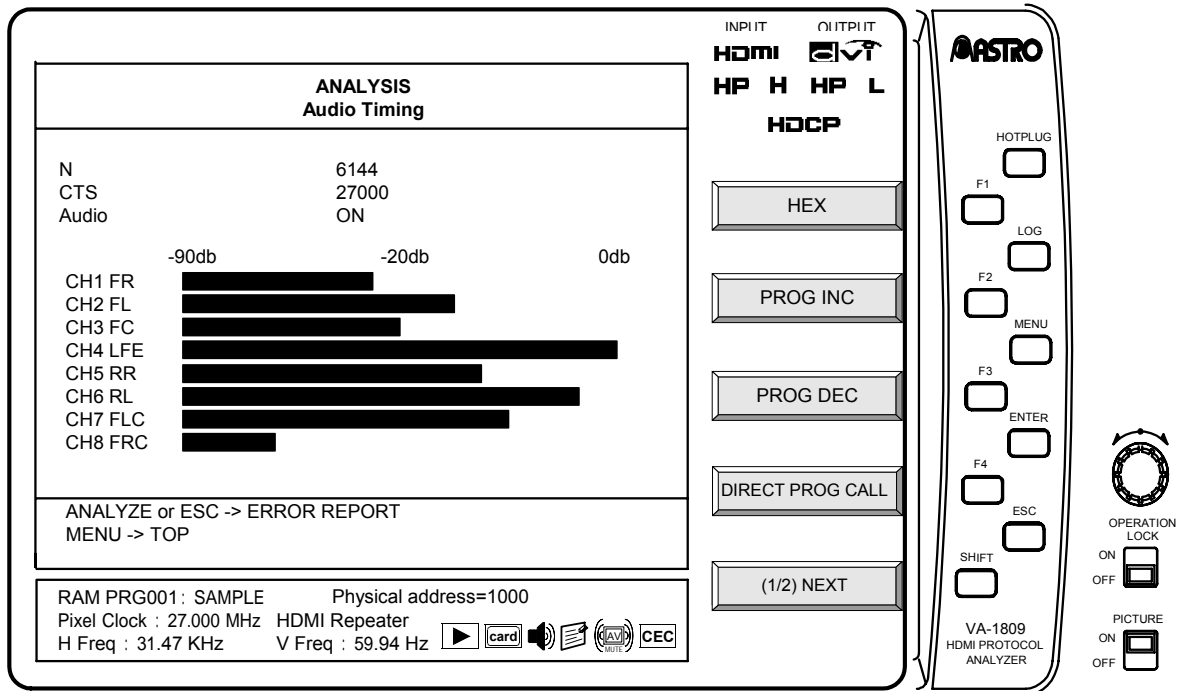 INPUT OUTPUT
HDMI DVI
HP H HP L
HDCP
ANALYSIS
Audio Timing
N 6144
CTS 27000
Audio ON
-90db -20db 0db
CH1 FR
CH2 FL
CH3 FC
CH4 LFE
CH5 RR
CH6 RL
CH7 FLC
CH8 FRC
ANALYZE or ESC -> ERROR REPORT
MENU -> TOP
RAM PRG001: SAMPLE Physical address=1000
Pixel Clock : 27.000 MHz HDMI Repeater
H Freq : 31.47 KHz V Freq : 59.94 Hz card AV MUTE CEC
HEX
PROG INC
PROG DEC
DIRECT PROG CALL
(1/2) NEXT
ASTRO
HOTPLUG
F1
LOG
F2
MENU
F3
ENTER
F4
ESC
SHIFT
VA-1809
HDMI PROTOCOL
ANALYZER
OPERATION
LOCK
ON
OFF
PICTURE
ON
OFF